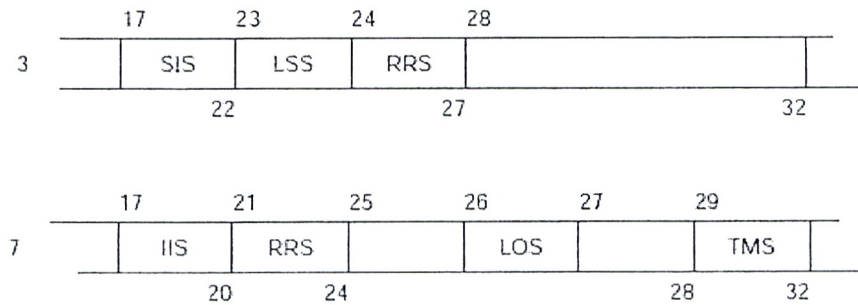 17 23 24 28
3 SIS LSS RRS
22 27 32
17 21 25 26 27 29
7 IIS RRS LOS TMS
20 24 28 32